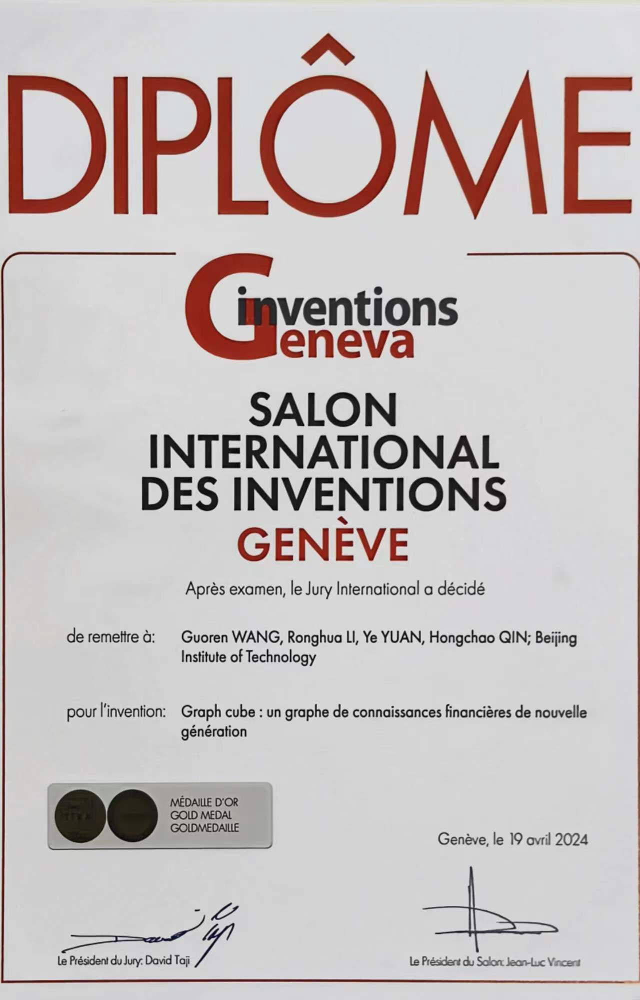 DIPLÔME
inventions
Geneva
SALON
INTERNATIONAL
DES INVENTIONS
GENÈVE
Après examen, le Jury International a décidé
de remettre à: Guoren WANG, Ronghua LI, Ye YUAN, Hongchao QIN; Beijing
Institute of Technology
pour l'invention: Graph cube : un graphe de connaissances financières de nouvelle
génération
MÉDAILLE D'OR
GOLD MEDAL
GOLDMEDAILLE
Genève, le 19 avril 2024
Le Président du Jury: David Taji
Le Président du Salon: Jean-Luc Vincent